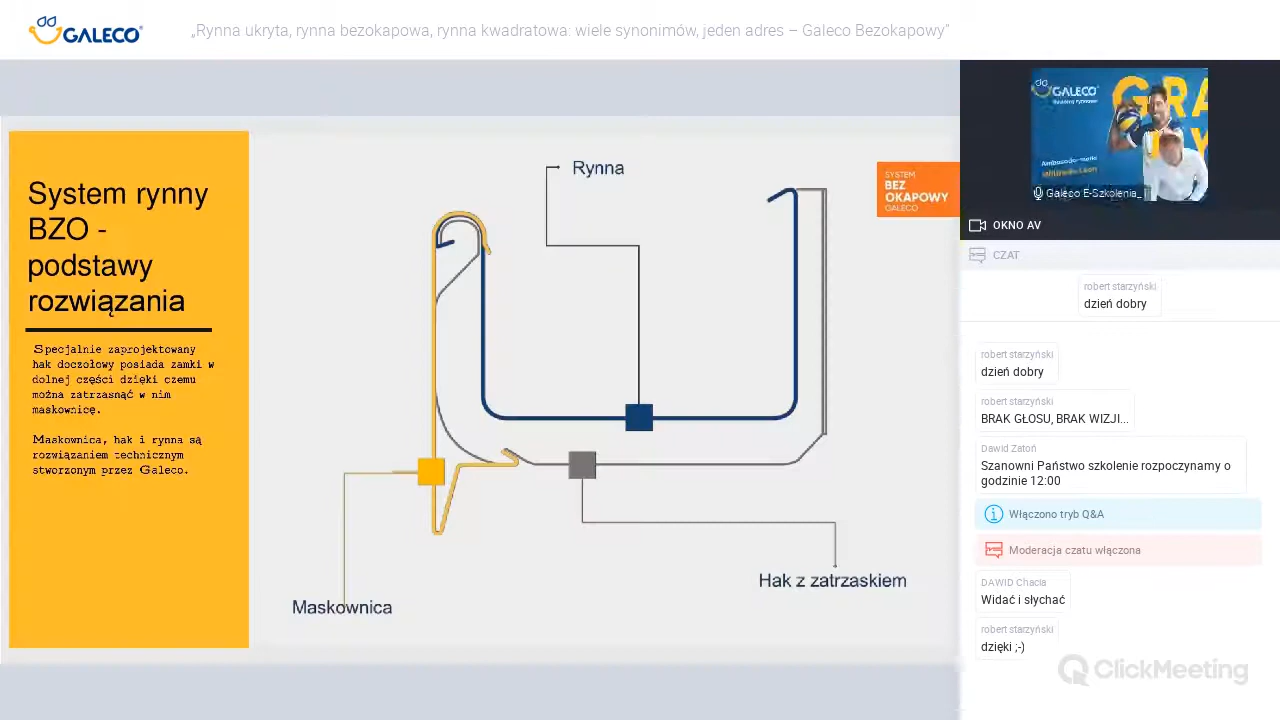 GALECO
„Rynna ukryta, rynna bezokapowa, rynna kwadratowa: wiele synonimów, jeden adres – Galeco Bezokapowy"
System rynny
BZO -
podstawy
rozwiązania
Specjalnie zaprojektowany
hak doczołowy posiada zamki w
dolnej części dzięki czemu
można zatrzasnąć w nim
maskownicę.
Maskownica, hak i rynna są
rozwiązaniem technicznym
stworzonym przez Galeco.
Rynna
SYSTEM
BEZ
OKAPOWY
GALECO
Hak z zatrzaskiem
Maskownica
GALECO
GRA
Galeco E-Szkolenia_
OKNO AV
CZAT
robert starzyński
dzień dobry
robert starzyński
dzień dobry
robert starzyński
BRAK GŁOSU, BRAK WIZJI...
Dawid Zatoń
Szanowni Państwo szkolenie rozpoczynamy o
godzinie 12:00
Włączono tryb Q&A
Moderacja czatu włączona
DAWID Chacia
Widać i słychać
robert starzyński
dzięki ;-)
ClickMeeting